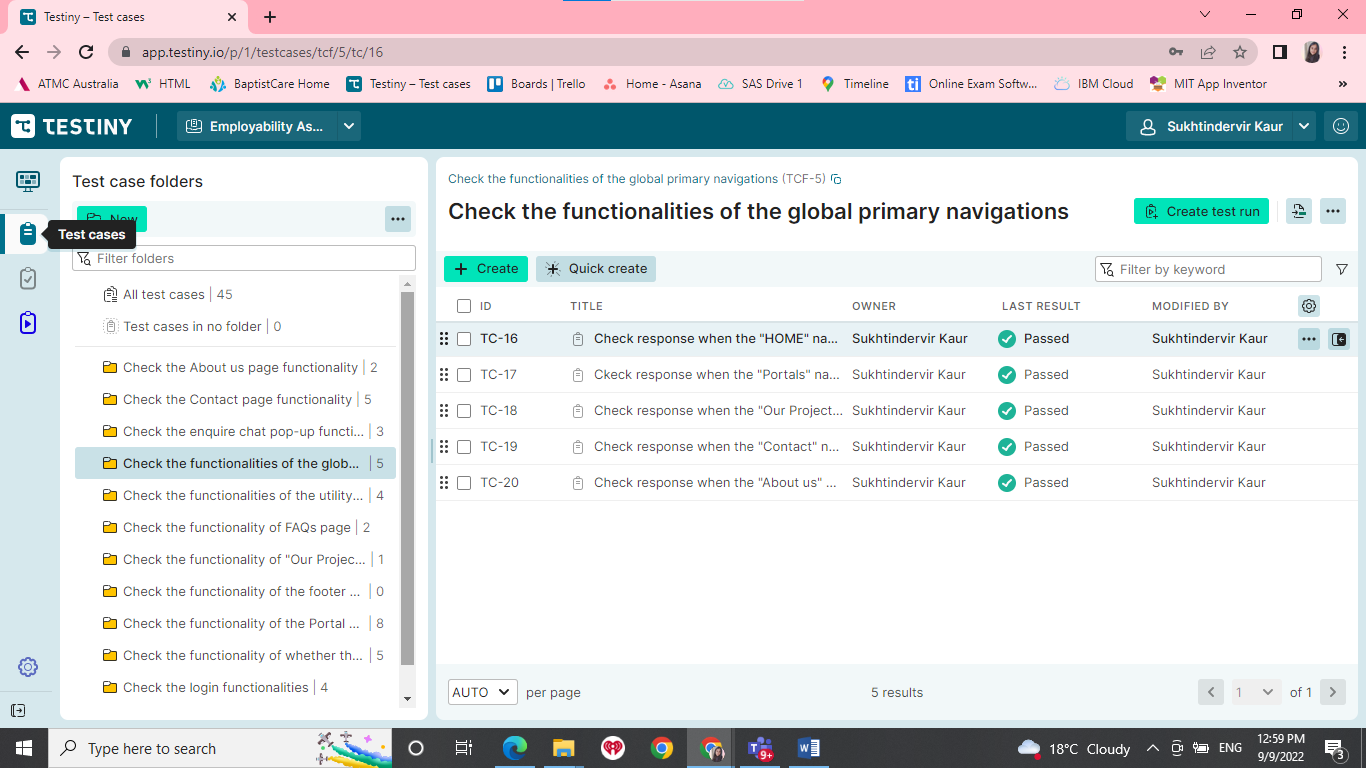 Testiny – Test cases
app.testiny.io/p/1/testcases/tcf/5/tc/16
ATMC Australia
HTML
BaptistCare Home
Testiny – Test cases
Boards | Trello
Home - Asana
SAS Drive 1
Timeline
Online Exam Softw...
IBM Cloud
MIT App Inventor
TESTINY
Employability As...
Sukhtindervir Kaur
Test case folders
New
Test cases
Filter folders
All test cases | 45
Test cases in no folder | 0
Check the About us page functionality | 2
Check the Contact page functionality | 5
Check the enquire chat pop-up functi... | 3
Check the functionalities of the glob... | 5
Check the functionalities of the utility... | 4
Check the functionality of FAQs page | 2
Check the functionality of "Our Projec... | 1
Check the functionality of the footer ... | 0
Check the functionality of the Portal ... | 8
Check the functionality of whether th... | 5
Check the login functionalities | 4
Check the functionalities of the global primary navigations (TCF-5)
Check the functionalities of the global primary navigations
Create test run
Create
Quick create
Filter by keyword
ID TITLE OWNER LAST RESULT MODIFIED BY
TC-16 Check response when the "HOME" na... Sukhtindervir Kaur Passed Sukhtindervir Kaur
TC-17 Ckeck response when the "Portals" na... Sukhtindervir Kaur Passed Sukhtindervir Kaur
TC-18 Check response when the "Our Project... Sukhtindervir Kaur Passed Sukhtindervir Kaur
TC-19 Check response when the "Contact" n... Sukhtindervir Kaur Passed Sukhtindervir Kaur
TC-20 Check response when the "About us" ... Sukhtindervir Kaur Passed Sukhtindervir Kaur
AUTO per page 5 results 1 of 1
Type here to search
9+
18°C Cloudy
ENG
12:59 PM
9/9/2022
3